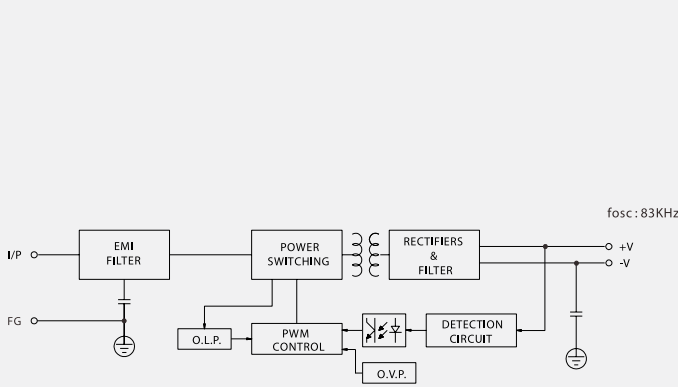 fosc : 83KHz
I/P
EMI
FILTER
POWER
SWITCHING
RECTIFIERS
&
FILTER
+V
-V
FG
O.L.P.
PWM
CONTROL
DETECTION
CIRCUIT
O.V.P.